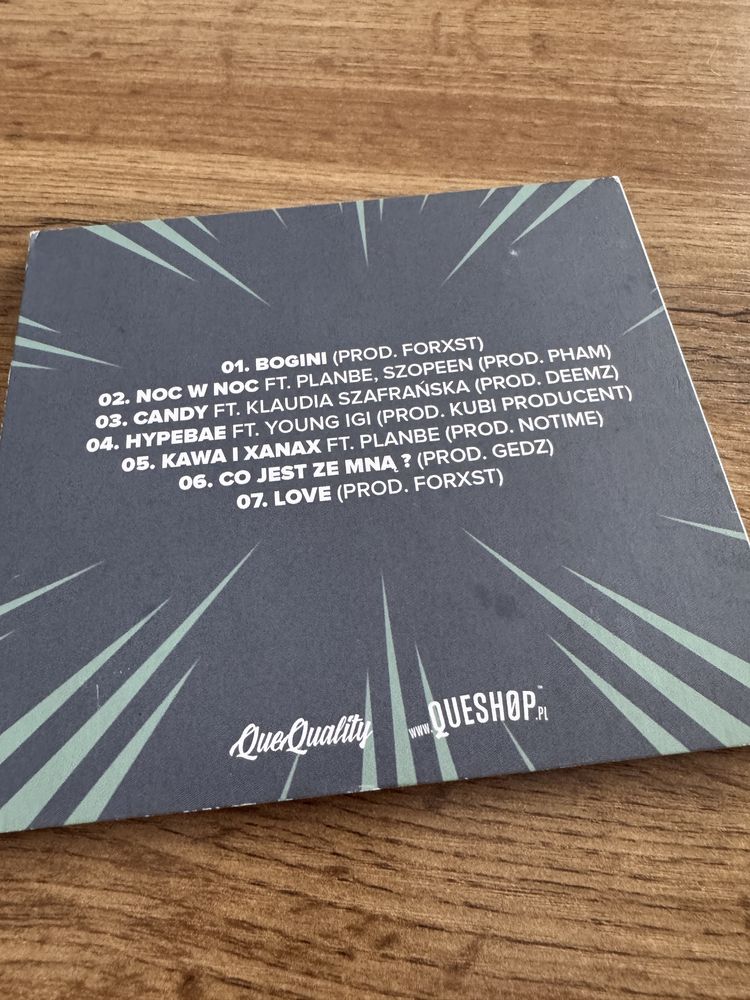 01. BOGINI (PROD. FORXST)
02. NOC W NOC FT. PLANBE, SZOPEEN (PROD. PHAM)
03. CANDY FT. KLAUDIA SZAFRAŃSKA (PROD. DEEMZ)
04. HYPEBAE FT. YOUNG IGI (PROD. KUBI PRODUCENT)
05. KAWA I XANAX FT. PLANBE (PROD. NOTIME)
06. CO JEST ZE MNĄ ? (PROD. GEDZ)
07. LOVE (PROD. FORXST)
QueQuality
www.QUESHØP.PL™